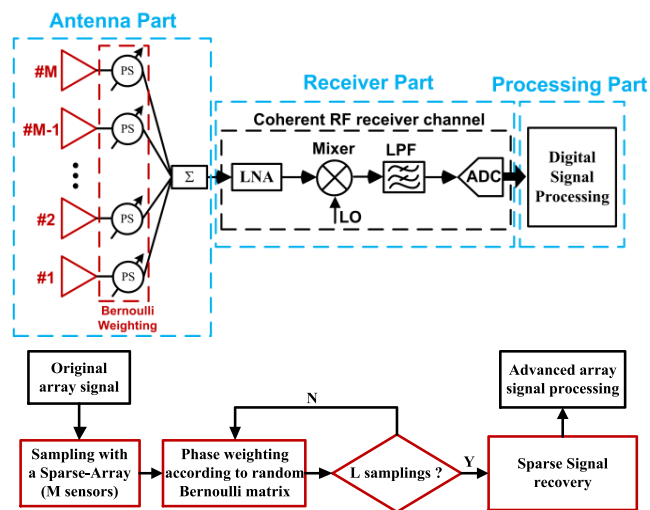 Antenna Part
#M
PS
#M-1
PS
#2
PS
#1
PS
Bernoulli
Weighting
Σ
Receiver Part
Coherent RF receiver channel
LNA
Mixer
LO
LPF
ADC
Processing Part
Digital
Signal
Processing
Original
array signal
Sampling with
a Sparse-Array
(M sensors)
Phase weighting
according to random
Bernoulli matrix
N
L samplings ?
Y
Sparse Signal
recovery
Advanced array
signal processing